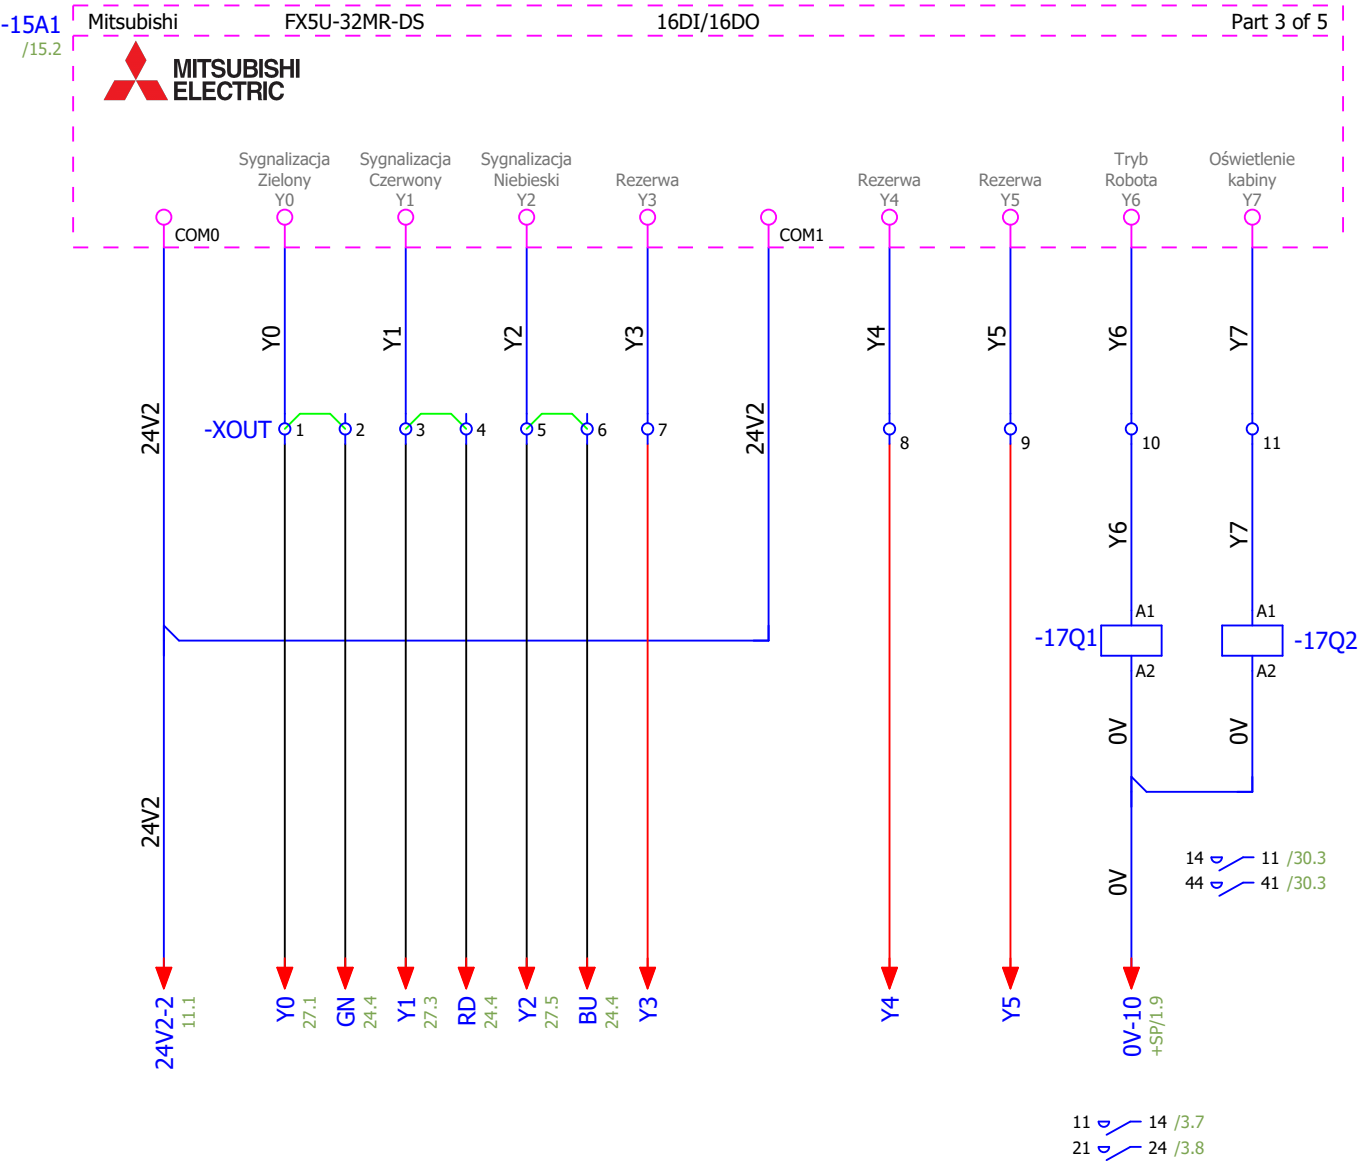 -15A1
/15.2
Mitsubishi FX5U-32MR-DS 16DI/16DO Part 3 of 5
MITSUBISHI
ELECTRIC
Sygnalizacja Sygnalizacja Sygnalizacja Tryb Oświetlenie
Zielony Czerwony Niebieski Rezerwa Rezerwa Rezerwa Robota kabiny
Y0 Y1 Y2 Y3 Y4 Y5 Y6 Y7
COM0 COM1
Y0 Y1 Y2 Y3 Y4 Y5 Y6 Y7
24V2 24V2
-XOUT 1 2 3 4 5 6 7 8 9 10 11
Y6 Y7
A1 A1
-17Q1 -17Q2
A2 A2
0V 0V
24V2
14 11 /30.3
44 41 /30.3
0V
24V2-2 Y0 GN Y1 RD Y2 BU Y3 Y4 Y5 0V-10
11.1 27.1 24.4 27.3 24.4 27.5 24.4 +SP/1.9
11 14 /3.7
21 24 /3.8